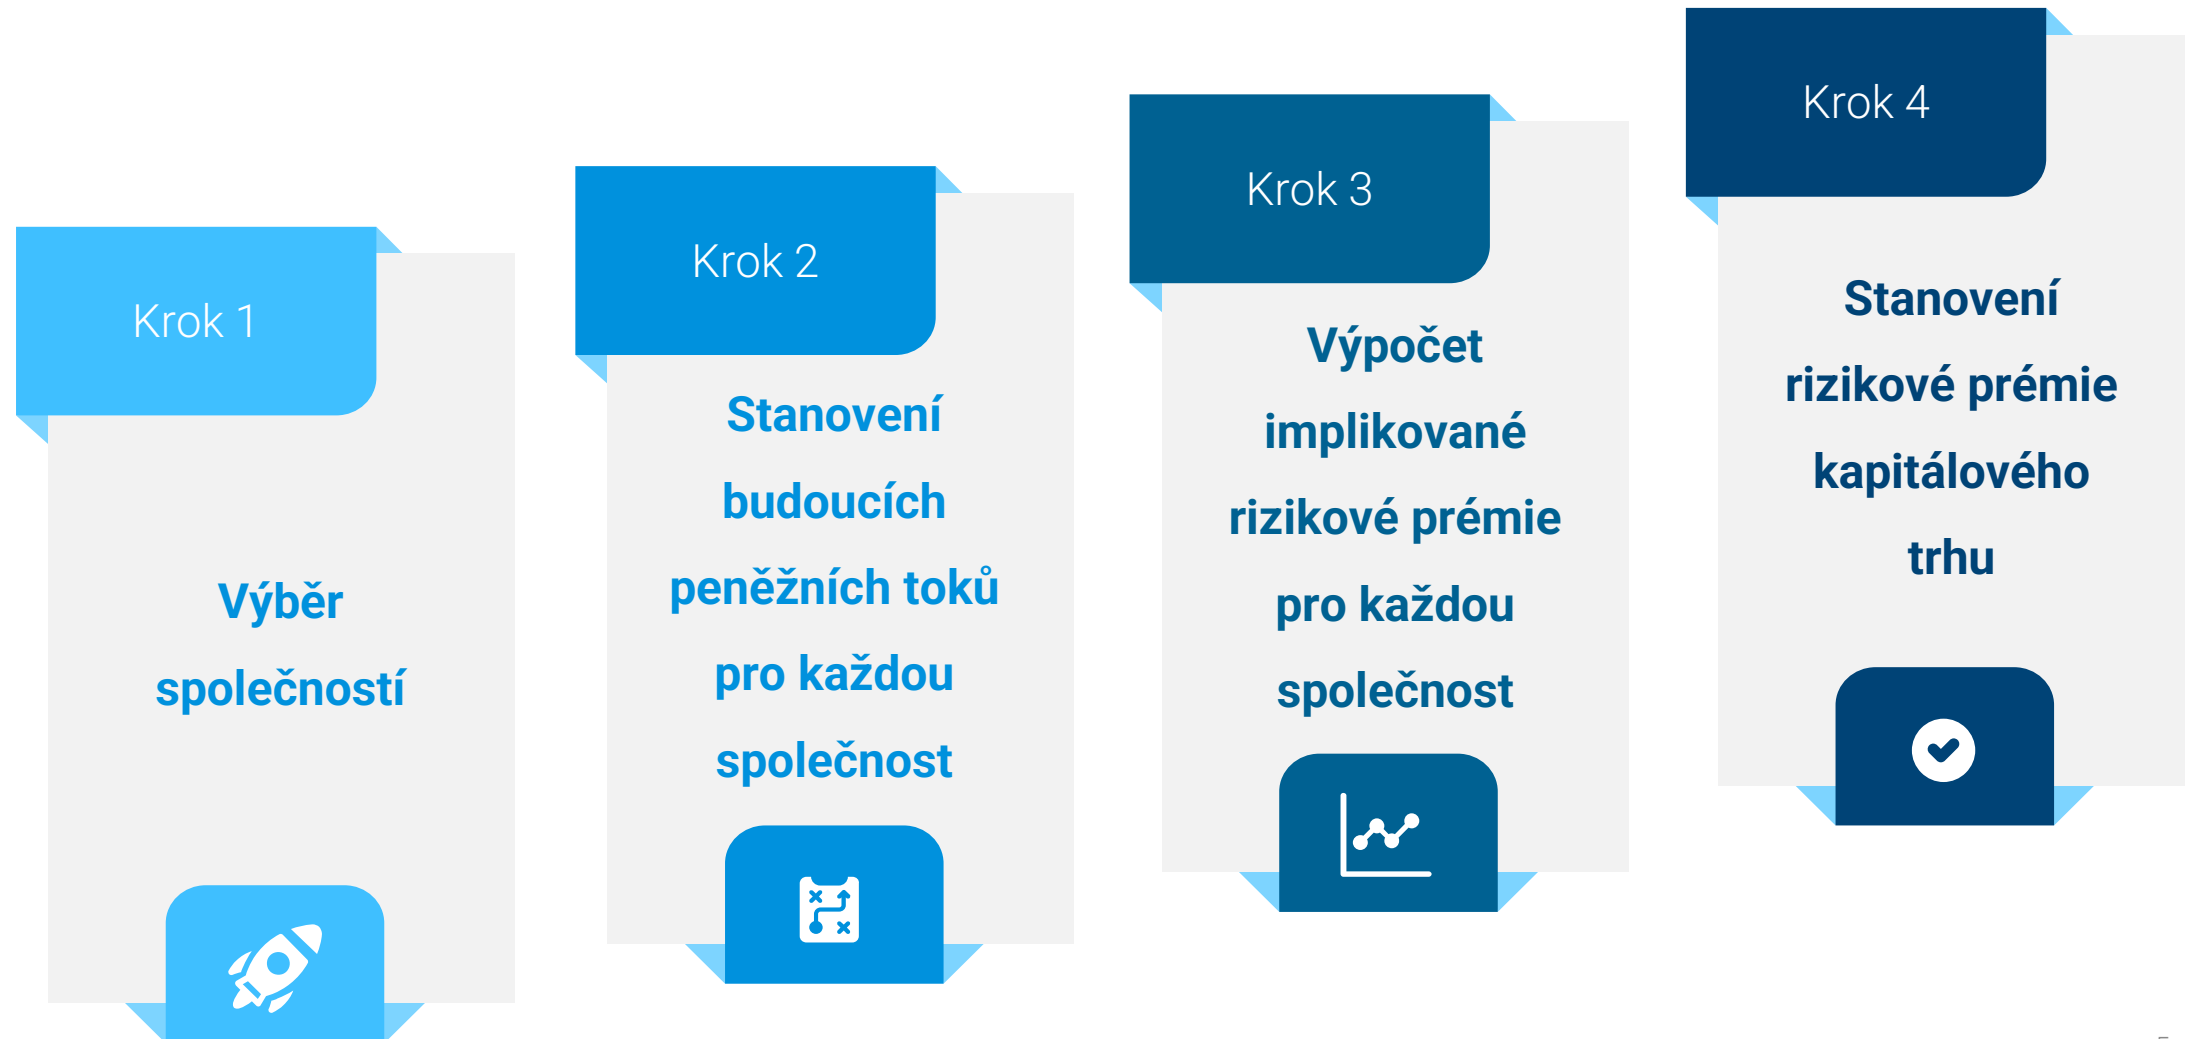 Krok 1
Výběr
společností
Krok 2
Stanovení
budoucích
peněžních toků
pro každou
společnost
Krok 3
Výpočet
implikované
rizikové prémie
pro každou
společnost
Krok 4
Stanovení
rizikové prémie
kapitálového
trhu